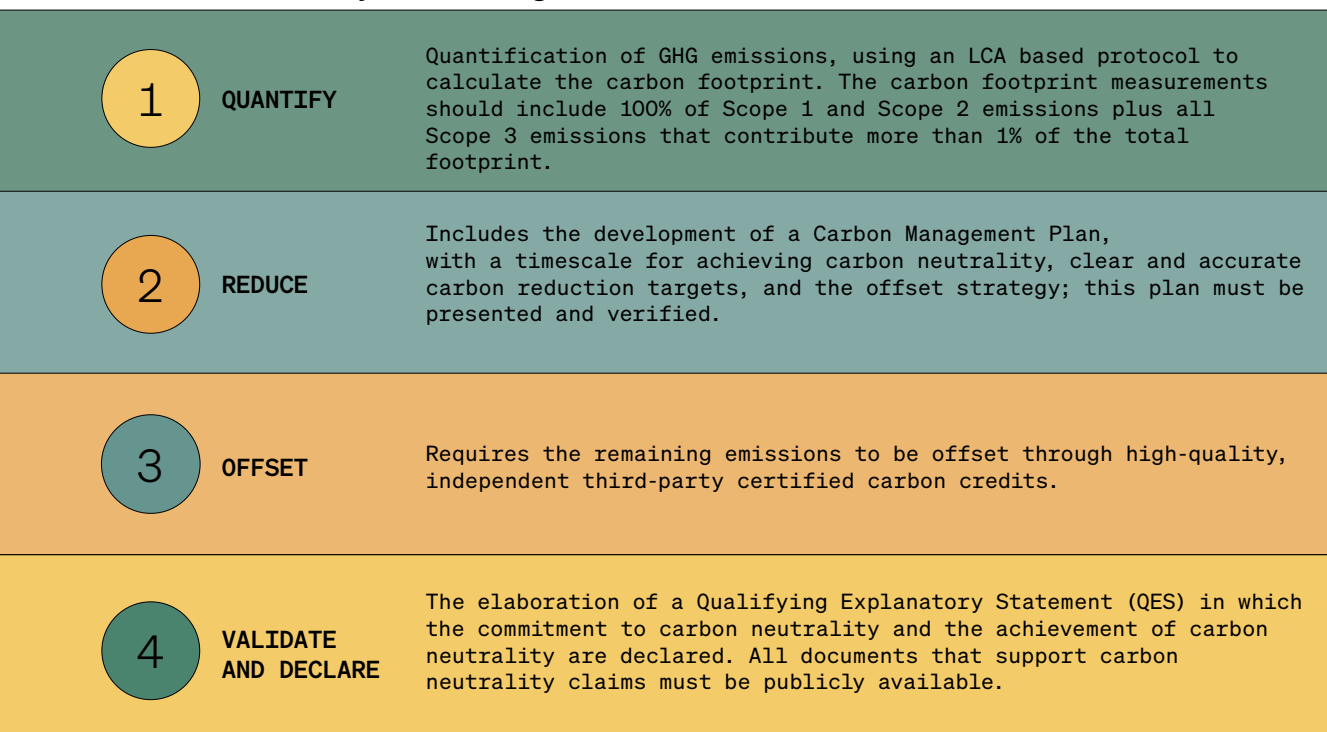 1
QUANTIFY
Quantification of GHG emissions, using an LCA based protocol to
calculate the carbon footprint. The carbon footprint measurements
should include 100% of Scope 1 and Scope 2 emissions plus all
Scope 3 emissions that contribute more than 1% of the total
footprint.
2
REDUCE
Includes the development of a Carbon Management Plan,
with a timescale for achieving carbon neutrality, clear and accurate
carbon reduction targets, and the offset strategy; this plan must be
presented and verified.
3
OFFSET
Requires the remaining emissions to be offset through high-quality,
independent third-party certified carbon credits.
4
VALIDATE
AND DECLARE
The elaboration of a Qualifying Explanatory Statement (QES) in which
the commitment to carbon neutrality and the achievement of carbon
neutrality are declared. All documents that support carbon
neutrality claims must be publicly available.